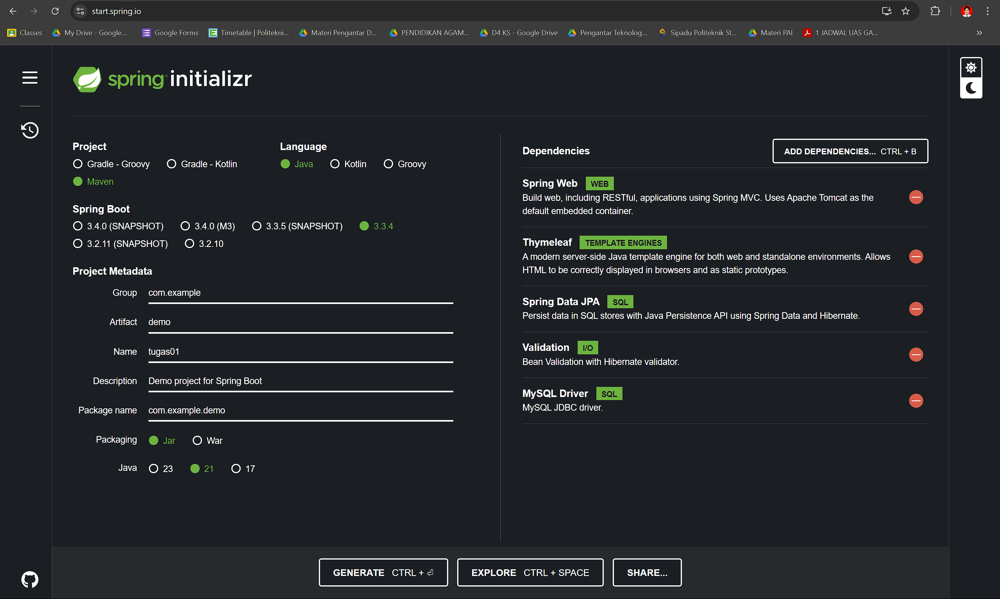 start.spring.io
Classes
My Drive - Google...
Google Forms
Timetable | Politekni...
Materi Pengantar D...
PENDIDIKAN AGAM...
D4 KS - Google Drive
Pengantar Teknolog...
Sipadu Politeknik St...
Materi PAI
1 JADWAL UAS GA...
spring initializr
Project
Gradle - Groovy
Gradle - Kotlin
Maven
Language
Java
Kotlin
Groovy
Spring Boot
3.4.0 (SNAPSHOT)
3.4.0 (M3)
3.3.5 (SNAPSHOT)
3.3.4
3.2.11 (SNAPSHOT)
3.2.10
Project Metadata
Group com.example
Artifact demo
Name tugas01
Description Demo project for Spring Boot
Package name com.example.demo
Packaging Jar War
Java 23 21 17
Dependencies
ADD DEPENDENCIES... CTRL + B
Spring Web WEB
Build web, including RESTful, applications using Spring MVC. Uses Apache Tomcat as the
default embedded container.
Thymeleaf TEMPLATE ENGINES
A modern server-side Java template engine for both web and standalone environments. Allows
HTML to be correctly displayed in browsers and as static prototypes.
Spring Data JPA SQL
Persist data in SQL stores with Java Persistence API using Spring Data and Hibernate.
Validation I/O
Bean Validation with Hibernate validator.
MySQL Driver SQL
MySQL JDBC driver.
GENERATE CTRL + ⏎
EXPLORE CTRL + SPACE
SHARE...